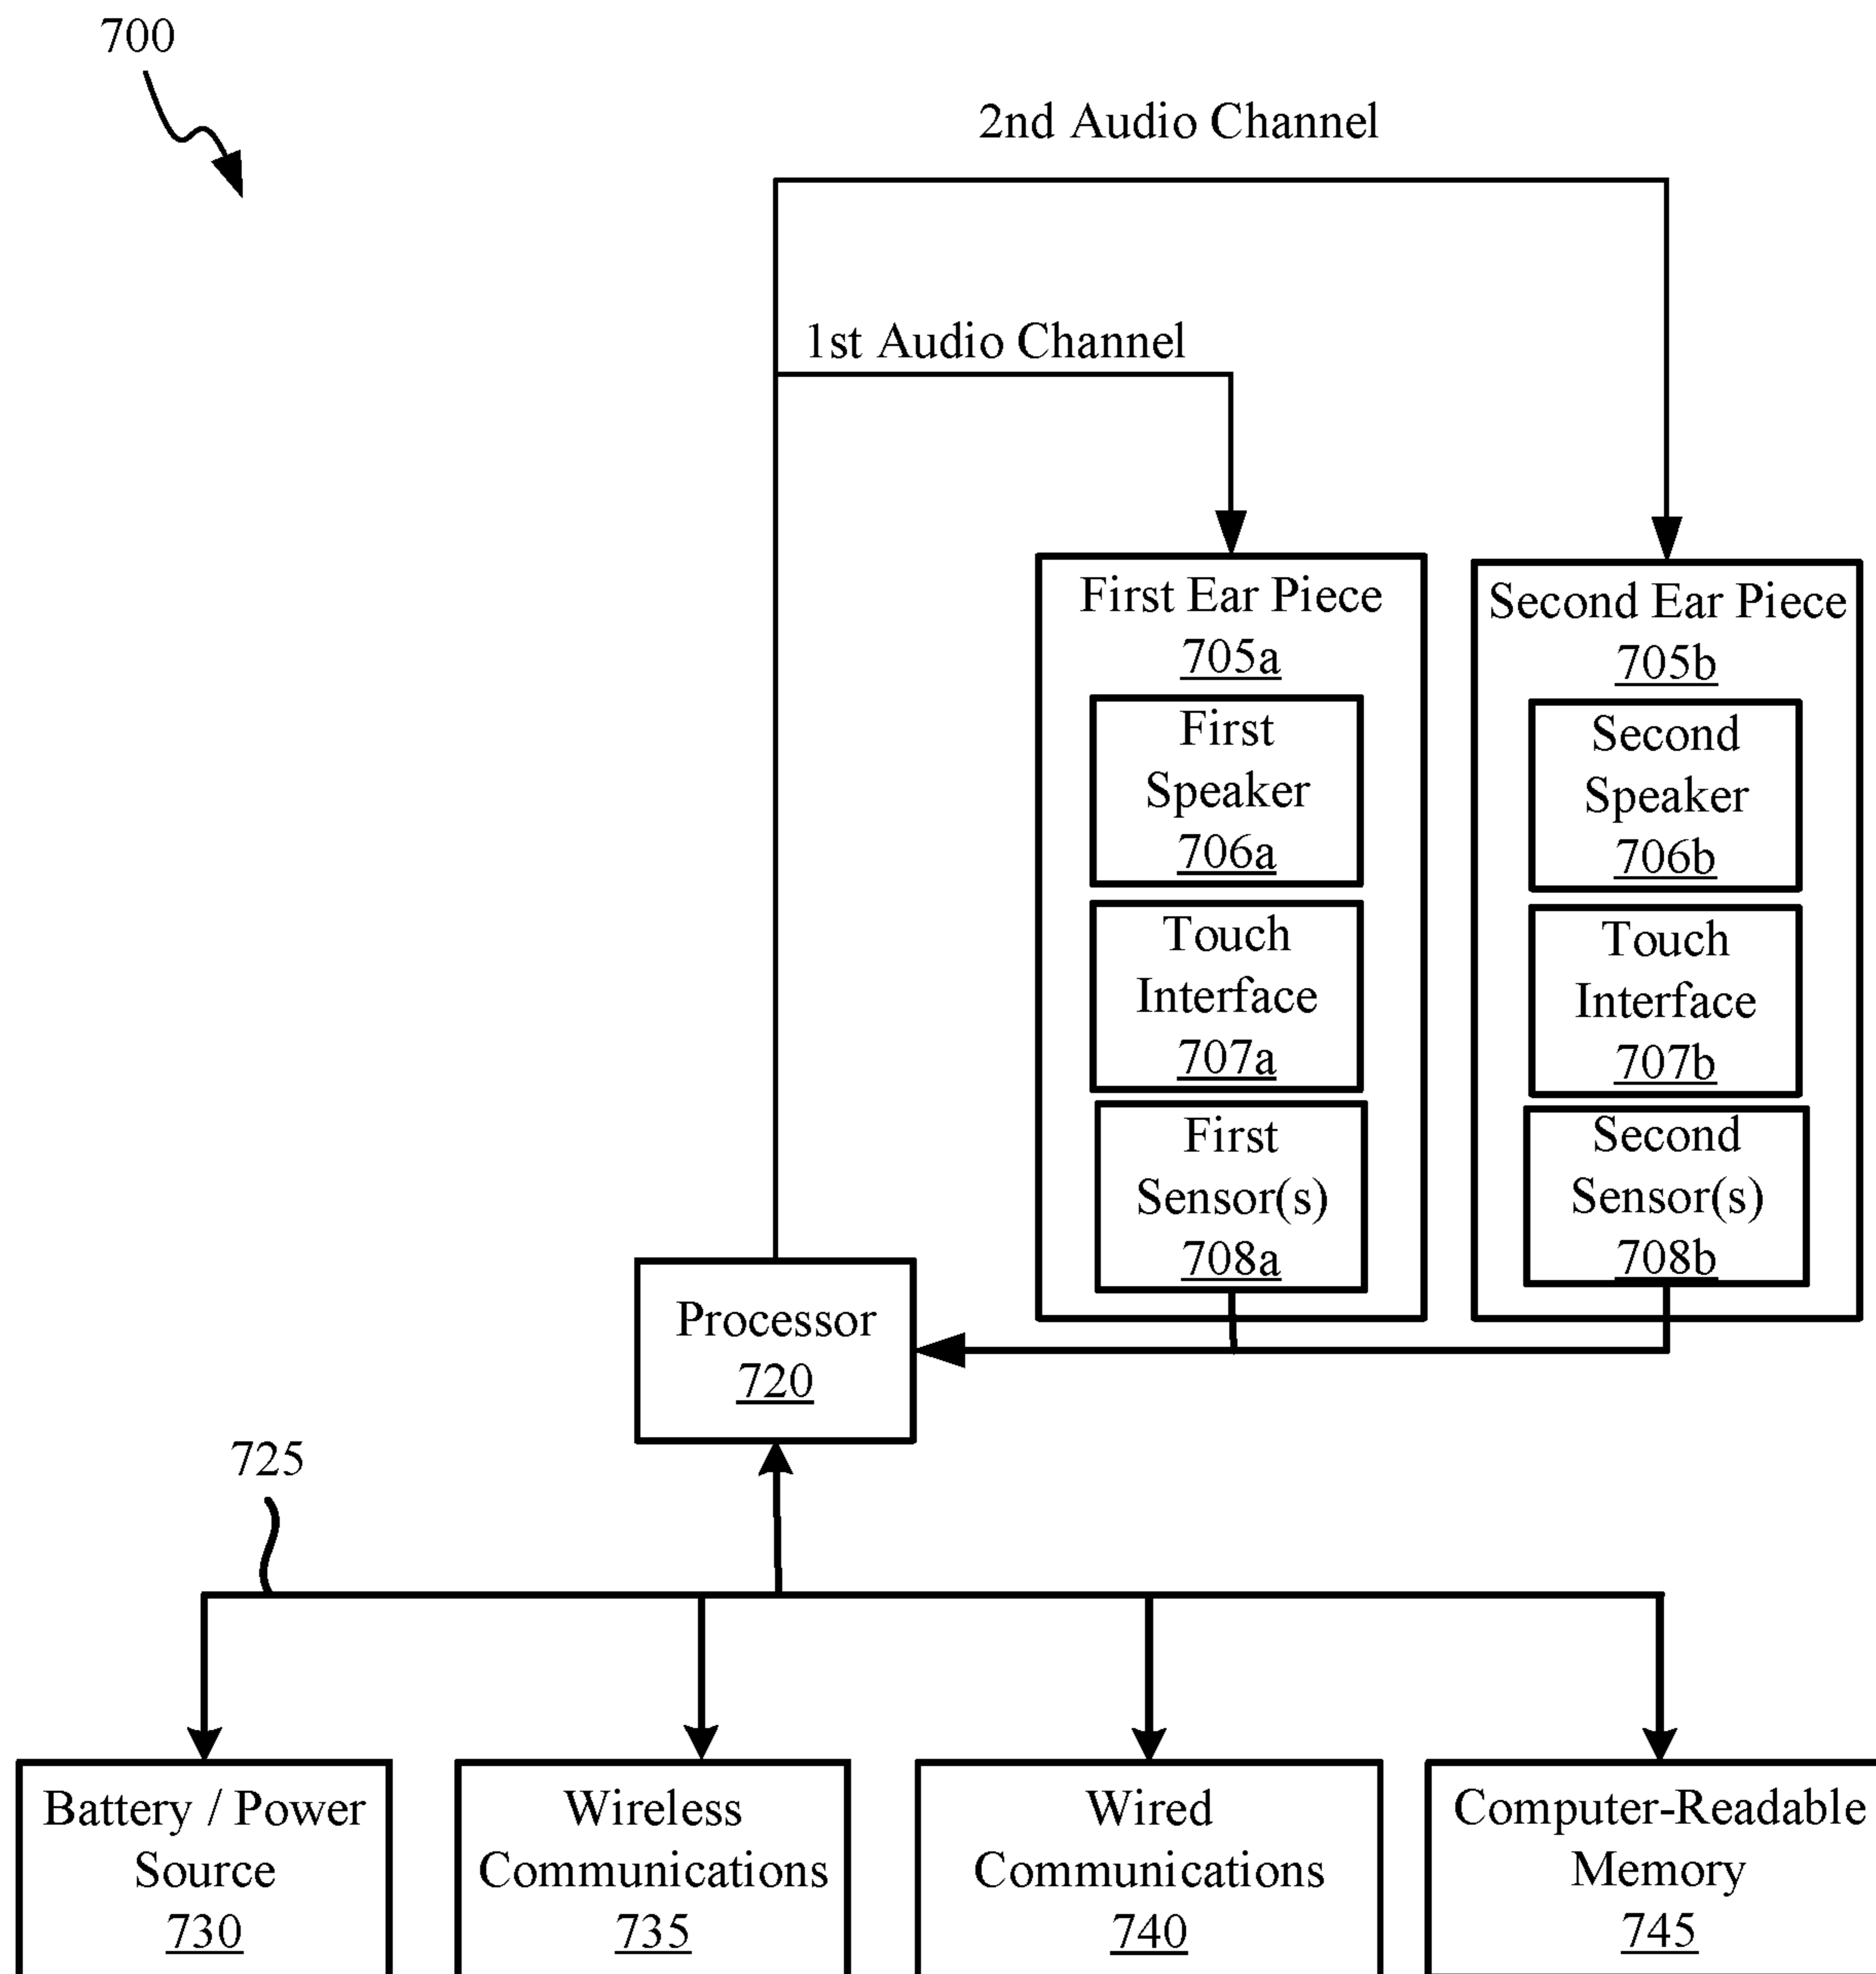 700
2nd Audio Channel
1st Audio Channel
First Ear Piece
705a
First
Speaker
706a
Touch
Interface
707a
First
Sensor(s)
708a
Second Ear Piece
705b
Second
Speaker
706b
Touch
Interface
707b
Second
Sensor(s)
708b
Processor
720
725
Battery / Power
Source
730
Wireless
Communications
735
Wired
Communications
740
Computer-Readable
Memory
745